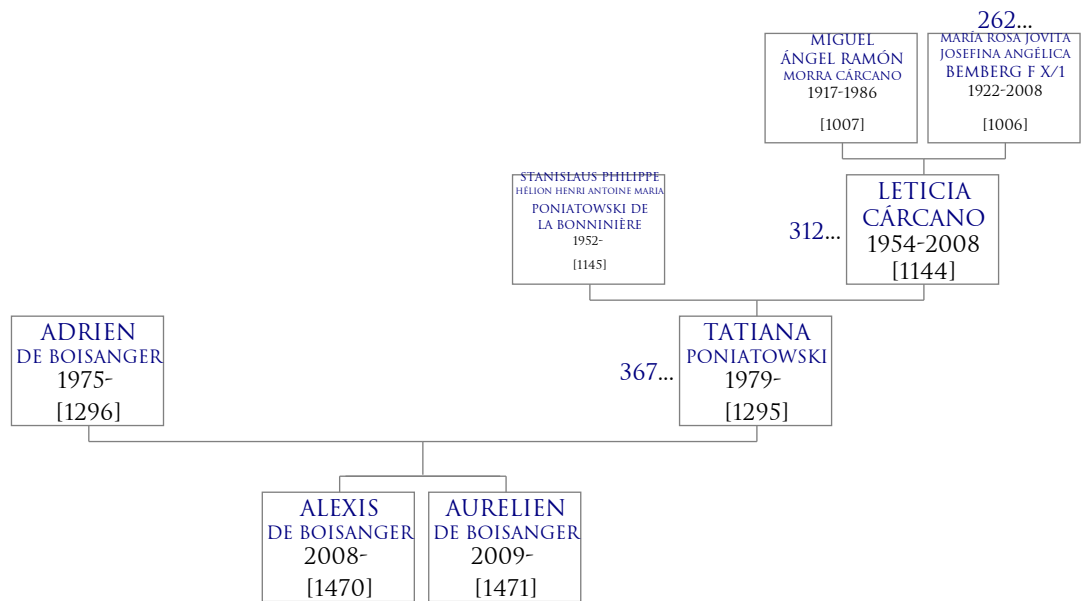 262...
MIGUEL
ÁNGEL RAMÓN
MORRA CÁRCANO
1917-1986
[1007]
MARÍA ROSA JOVITA
JOSEFINA ANGÉLICA
BEMBERG F X/1
1922-2008
[1006]
STANISLAUS PHILIPPE
HÉLION HENRI ANTOINE MARIA
PONIATOWSKI DE
LA BONNINIÈRE
1952-
[1145]
312...
LETICIA
CÁRCANO
1954-2008
[1144]
ADRIEN
DE BOISANGER
1975-
[1296]
367...
TATIANA
PONIATOWSKI
1979-
[1295]
ALEXIS
DE BOISANGER
2008-
[1470]
AURELIEN
DE BOISANGER
2009-
[1471]